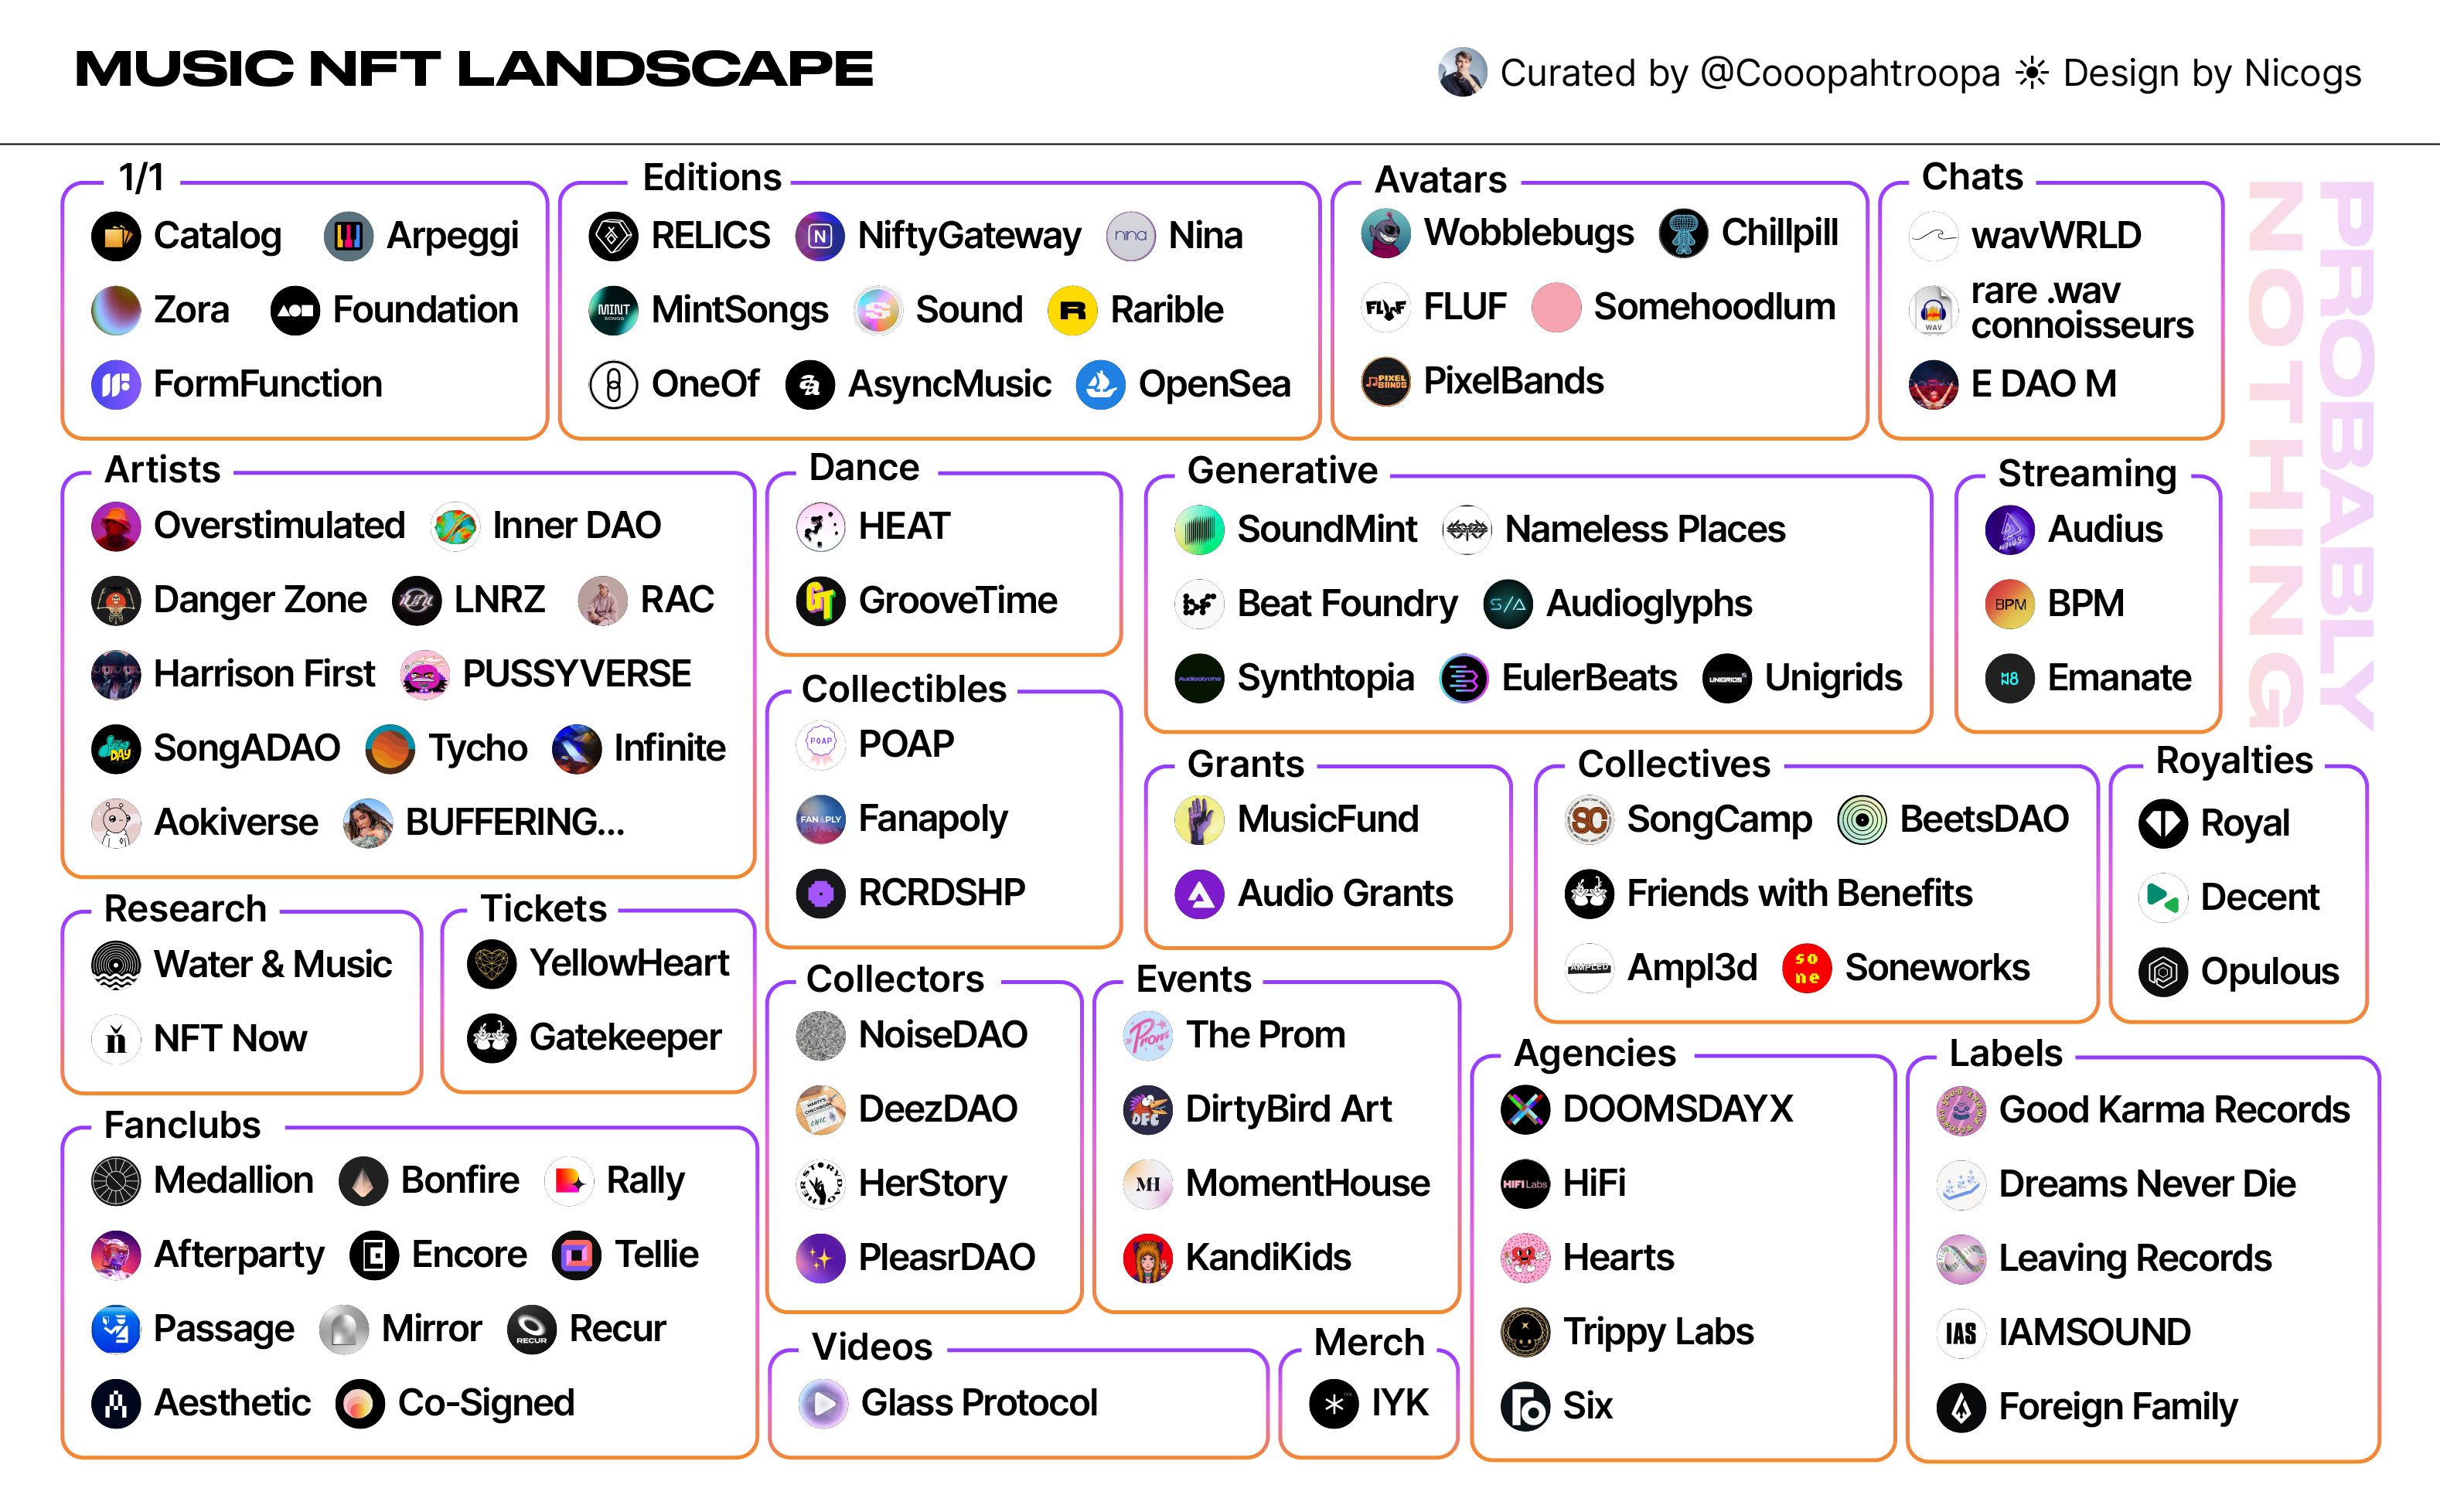 MUSIC NFT LANDSCAPE
Curated by @Cooopahtroopa ☀ Design by Nicogs
1/1
Catalog Arpeggi
Zora Foundation
FormFunction
Editions
RELICS NiftyGateway Nina
MintSongs Sound Rarible
OneOf AsyncMusic OpenSea
Avatars
Wobblebugs Chillpill
FLUF Somehoodlum
PixelBands
Chats
wavWRLD
rare .wav
connoisseurs
E DAO M
PROBABLY
NOTHING
Artists
Overstimulated Inner DAO
Danger Zone LNRZ RAC
Harrison First PUSSYVERSE
SongADAO Tycho Infinite
Aokiverse BUFFERING...
Dance
HEAT
GrooveTime
Generative
SoundMint Nameless Places
Beat Foundry Audioglyphs
Synthtopia EulerBeats Unigrids
Streaming
Audius
BPM
Emanate
Collectibles
POAP
Fanapoly
RCRDSHP
Grants
MusicFund
Audio Grants
Collectives
SongCamp BeetsDAO
Friends with Benefits
Ampl3d Soneworks
Royalties
Royal
Decent
Opulous
Research
Water & Music
NFT Now
Tickets
YellowHeart
Gatekeeper
Collectors
NoiseDAO
DeezDAO
HerStory
PleasrDAO
Events
The Prom
DirtyBird Art
MomentHouse
KandiKids
Agencies
DOOMSDAYX
HiFi
Hearts
Trippy Labs
Six
Labels
Good Karma Records
Dreams Never Die
Leaving Records
IAMSOUND
Foreign Family
Fanclubs
Medallion Bonfire Rally
Afterparty Encore Tellie
Passage Mirror Recur
Aesthetic Co-Signed
Videos
Glass Protocol
Merch
IYK